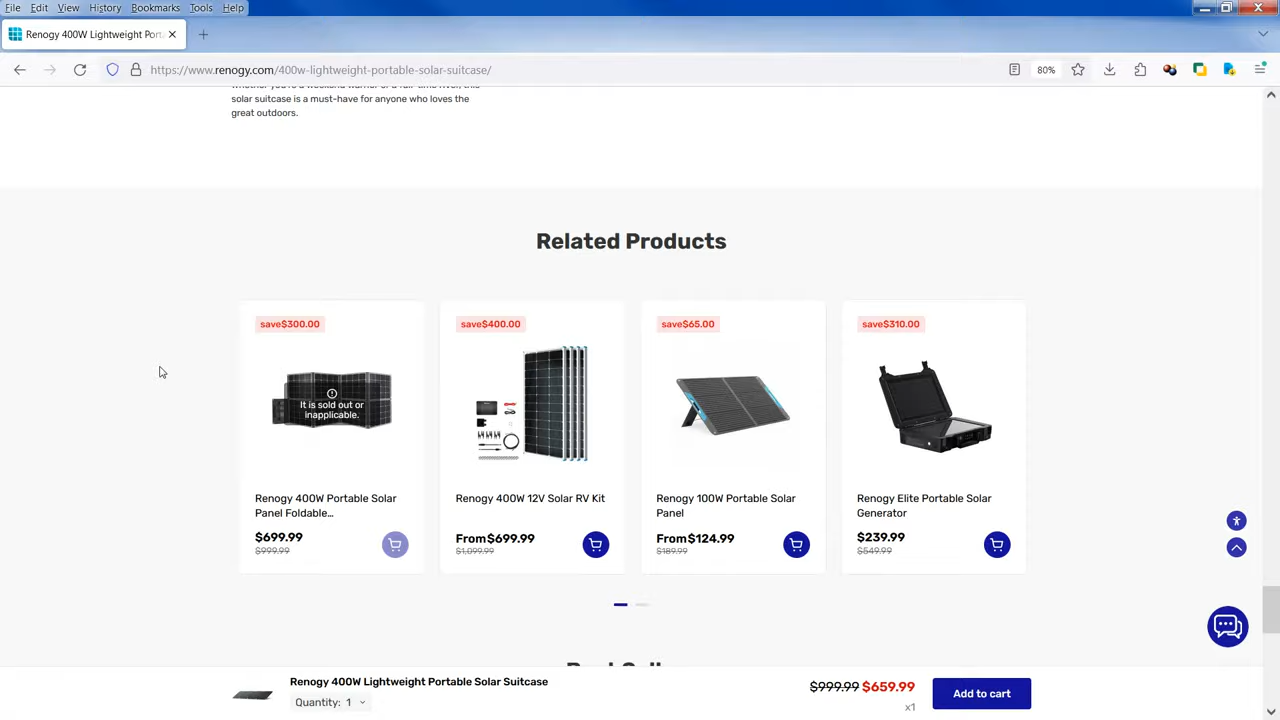 File Edit View History Bookmarks Tools Help
Renogy 400W Lightweight Port
https://www.renogy.com/400w-lightweight-portable-solar-suitcase/
80%
solar suitcase is a must-have for anyone who loves the
great outdoors.
Related Products
save$300.00
It is sold out or
inapplicable.
Renogy 400W Portable Solar
Panel Foldable…
$699.99
$999.99
save$400.00
Renogy 400W 12V Solar RV Kit
From$699.99
$1,099.99
save$65.00
Renogy 100W Portable Solar
Panel
From$124.99
$189.99
save$310.00
Renogy Elite Portable Solar
Generator
$239.99
$549.99
Renogy 400W Lightweight Portable Solar Suitcase
Quantity: 1
$999.99 $659.99
x1
Add to cart